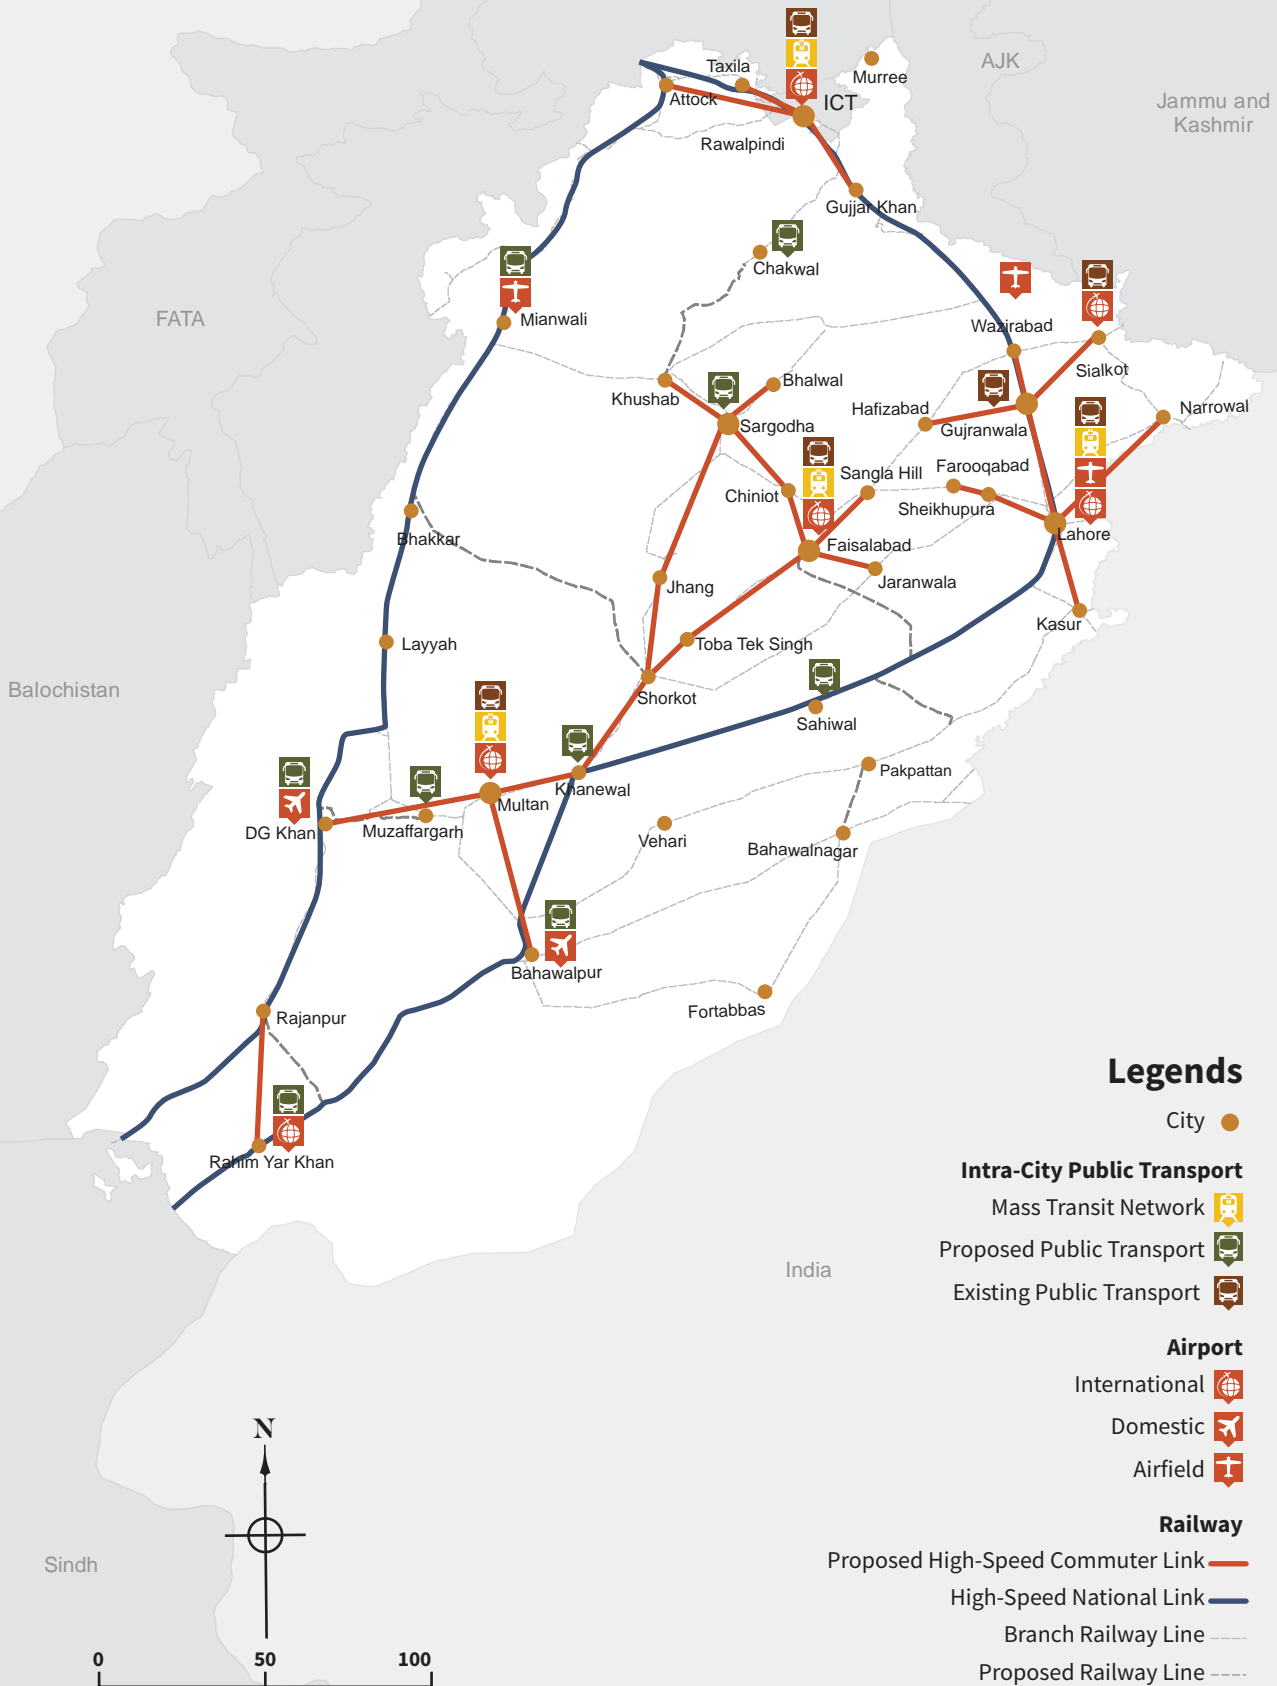 Taxila
Murree
AJK
Attock
ICT
Jammu and
Kashmir
Rawalpindi
Gujjar Khan
Chakwal
FATA
Mianwali
Wazirabad
Sialkot
Bhalwal
Khushab
Hafizabad
Narrowal
Sargodha
Gujranwala
Farooqabad
Sangla Hill
Chiniot
Sheikhupura
Bhakkar
Lahore
Faisalabad
Jaranwala
Jhang
Kasur
Layyah
Toba Tek Singh
Balochistan
Shorkot
Sahiwal
Pakpattan
Khanewal
Multan
DG Khan
Muzaffargarh
Vehari
Bahawalnagar
Bahawalpur
Fortabbas
Rajanpur
Rahim Yar Khan
India
Legends
City
Intra-City Public Transport
Mass Transit Network
Proposed Public Transport
Existing Public Transport
Airport
International
Domestic
Airfield
Railway
Proposed High-Speed Commuter Link
High-Speed National Link
Branch Railway Line
Proposed Railway Line
N
Sindh
0 50 100